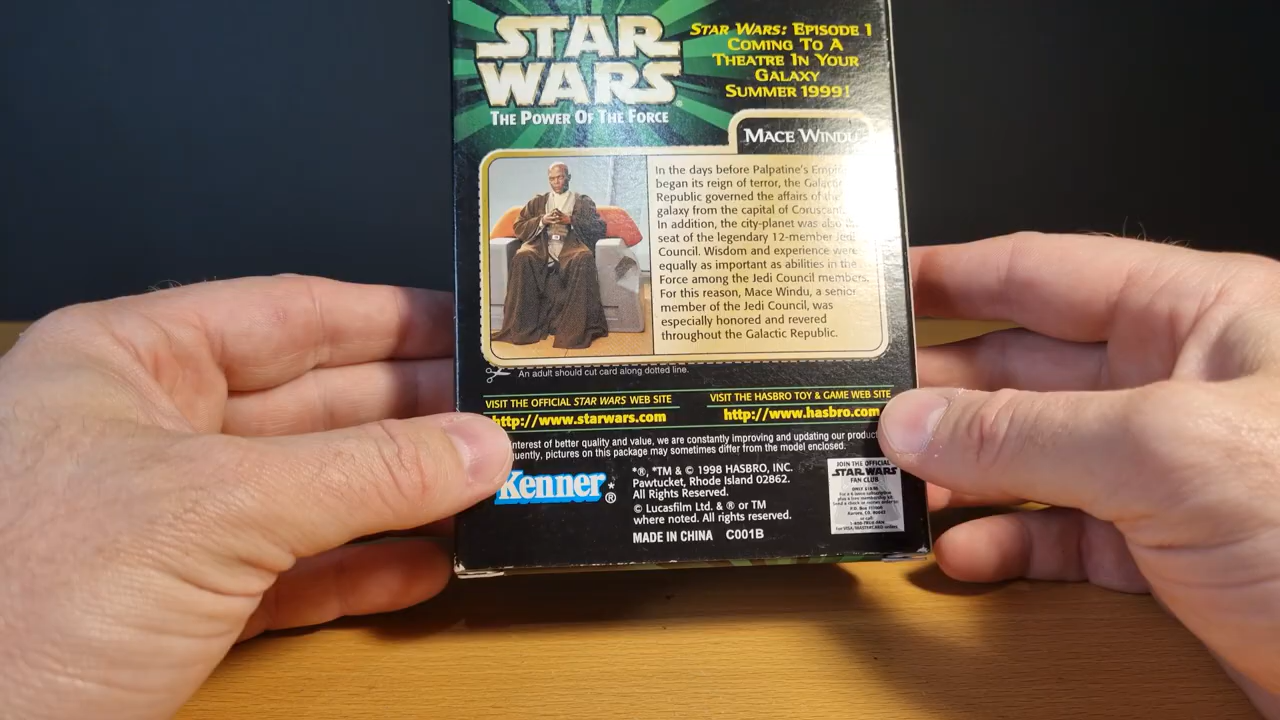 STAR WARS
THE POWER OF THE FORCE
STAR WARS: EPISODE 1
COMING TO A
THEATRE IN YOUR
GALAXY
SUMMER 1999!
MACE WINDU
In the days before Palpatine's Empire
began its reign of terror, the Galactic
Republic governed the affairs of the
galaxy from the capital of Coruscant.
In addition, the city-planet was also
seat of the legendary 12-member Jedi
Council. Wisdom and experience were
equally as important as abilities in the
Force among the Jedi Council members.
For this reason, Mace Windu, a senior
member of the Jedi Council, was
especially honored and revered
throughout the Galactic Republic.
An adult should cut card along dotted line.
VISIT THE OFFICIAL STAR WARS WEB SITE
http://www.starwars.com
VISIT THE HASBRO TOY & GAME WEB SITE
http://www.hasbro.com
interest of better quality and value, we are constantly improving and updating our
pictures on this package may sometimes differ from the model enclosed.
Kenner*®
*®, *TM & © 1998 HASBRO, INC.
Pawtucket, Rhode Island 02862.
All Rights Reserved.
© Lucasfilm Ltd. & ® or TM
where noted. All rights reserved.
MADE IN CHINA C001B
JOIN THE OFFICIAL
STAR WARS
FAN CLUB